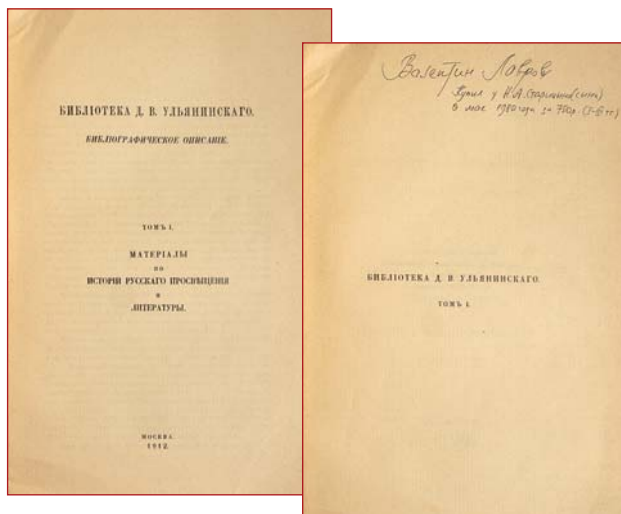 БИБЛІОТЕКА Д. В. УЛЬЯНИНСКАГО.
БИБЛІОГРАФИЧЕСКОЕ ОПИСАНІЕ.
ТОМЪ I.
МАТЕРІАЛЫ
ПО
ИСТОРІИ РУССКАГО ПРОСВѢЩЕНІЯ
И
ЛИТЕРАТУРЫ.
МОСКВА.
1912.
Валентин Лавров
Купил у Н.А.
в мае 1980 года за 700р. (I-
БИБЛІОТЕКА Д. В. УЛЬЯНИНСКАГО.
ТОМЪ I.